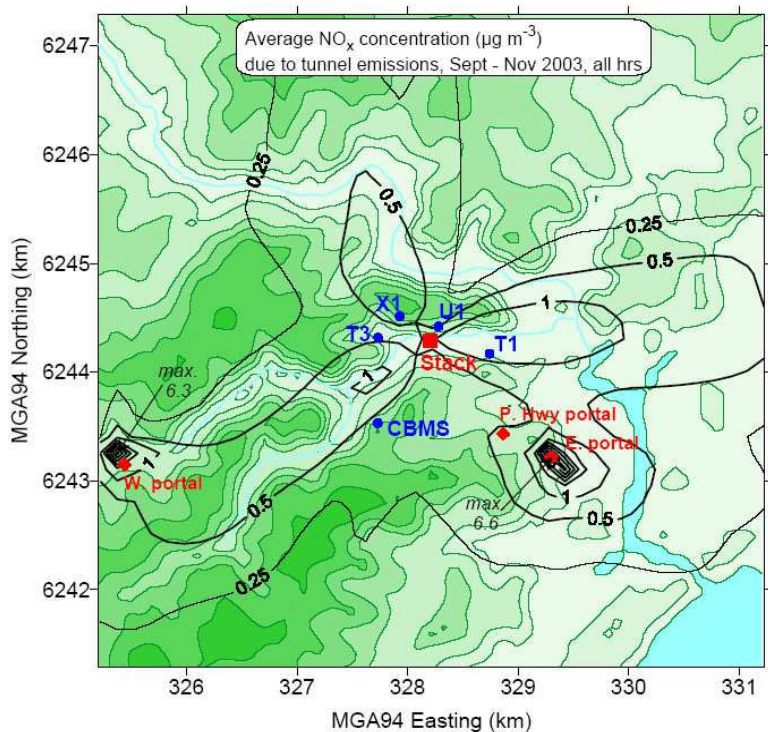 Average NOx concentration (µg m⁻³)
due to tunnel emissions, Sept - Nov 2003, all hrs
6247
6246
6245
6244
6243
6242
MGA94 Northing (km)
0.25
0.5
0.25
0.5
1
X1
U1
T3
T1
Stack
max.
6.3
1
CBMS
P. Hwy portal
E. portal
1
W. portal
max.
6.6
1
0.5
0.5
0.25
326
327
328
329
330
331
MGA94 Easting (km)